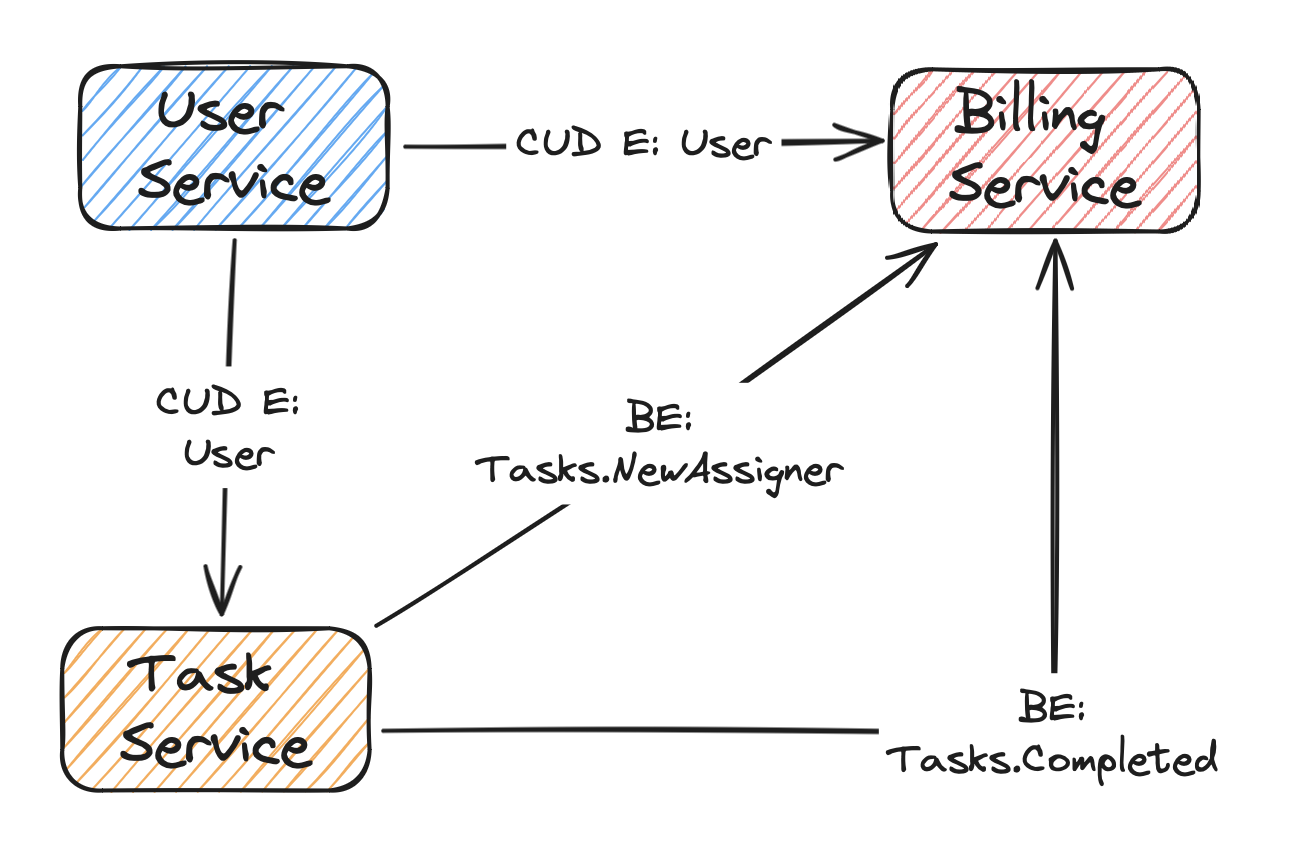 User
Service
CUD E: User
Billing
Service
CUD E:
User
BE:
Tasks.NewAssigner
Task
Service
BE:
Tasks.Completed